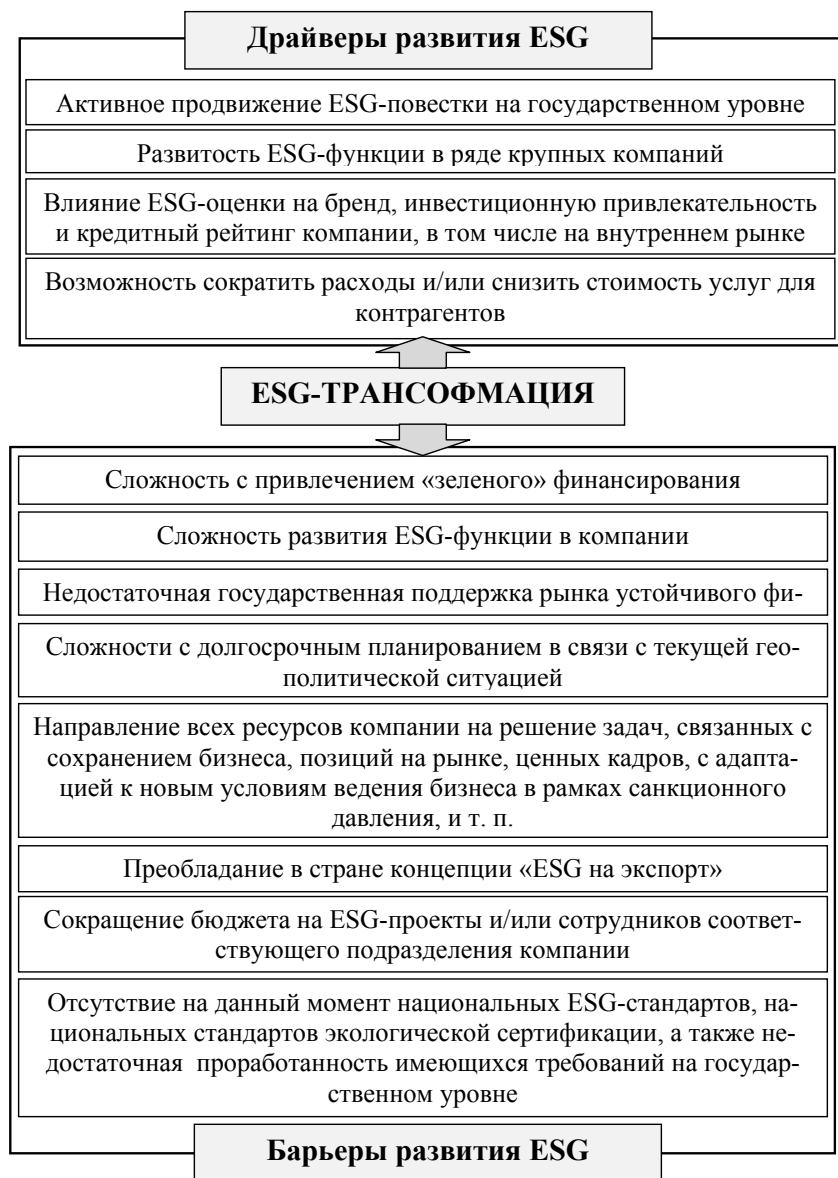 Драйверы развития ESG
Активное продвижение ESG-повестки на государственном уровне
Развитость ESG-функции в ряде крупных компаний
Влияние ESG-оценки на бренд, инвестиционную привлекательность
и кредитный рейтинг компании, в том числе на внутреннем рынке
Возможность сократить расходы и/или снизить стоимость услуг для
контрагентов
ESG-ТРАНСОФМАЦИЯ
Сложность с привлечением «зеленого» финансирования
Сложность развития ESG-функции в компании
Недостаточная государственная поддержка рынка устойчивого фи-
Сложности с долгосрочным планированием в связи с текущей гео-
политической ситуацией
Направление всех ресурсов компании на решение задач, связанных с
сохранением бизнеса, позиций на рынке, ценных кадров, с адапта-
цией к новым условиям ведения бизнеса в рамках санкционного
давления, и т. п.
Преобладание в стране концепции «ESG на экспорт»
Сокращение бюджета на ESG-проекты и/или сотрудников соответ-
ствующего подразделения компании
Отсутствие на данный момент национальных ESG-стандартов, на-
циональных стандартов экологической сертификации, а также не-
достаточная проработанность имеющихся требований на государ-
ственном уровне
Барьеры развития ESG